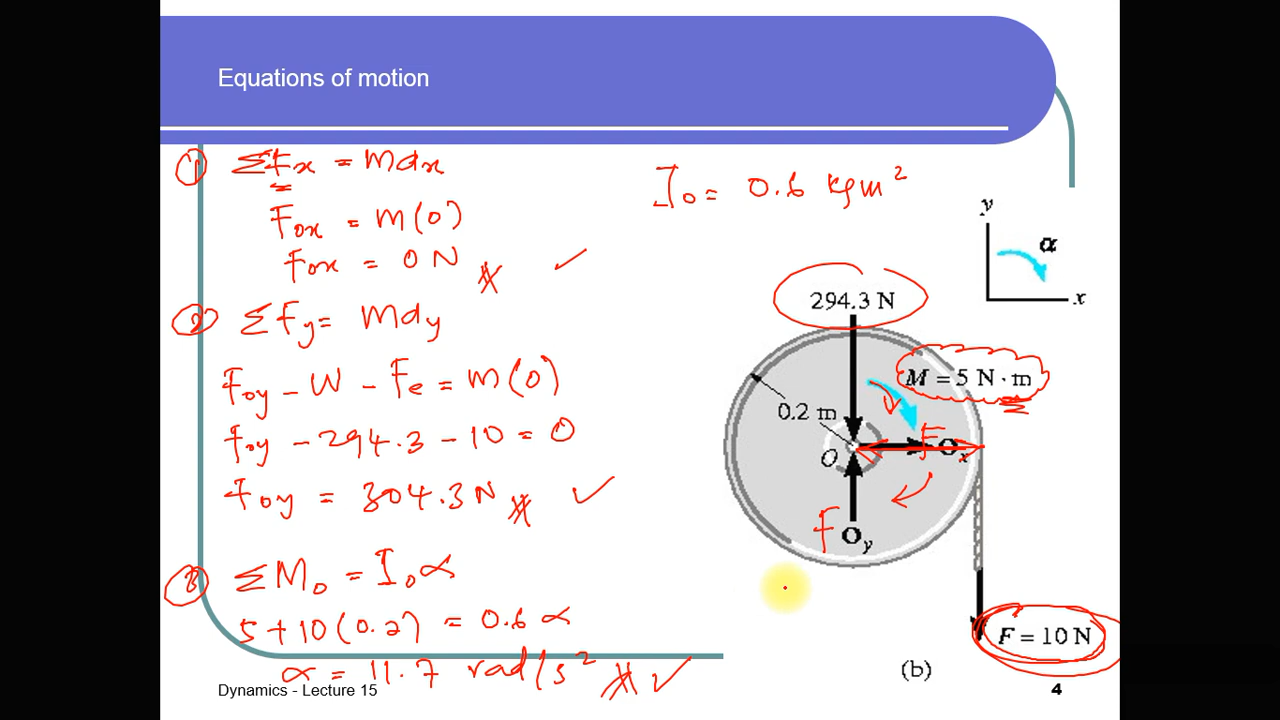 Equations of motion
① ΣFx = max
Fox = m(0)
Fox = 0 N
② ΣFy = may
Foy - W - Fe = m(0)
Foy - 294.3 - 10 = 0
Foy = 304.3 N
③ ΣMo = Ioα
5 + 10(0.2) = 0.6 α
α = 11.7 rad/s²
Io = 0.6 kgm²
y
α
x
294.3 N
M = 5 N · m
0.2 m
O
F Ox
F Oy
F = 10 N
(b)
Dynamics - Lecture 15
4